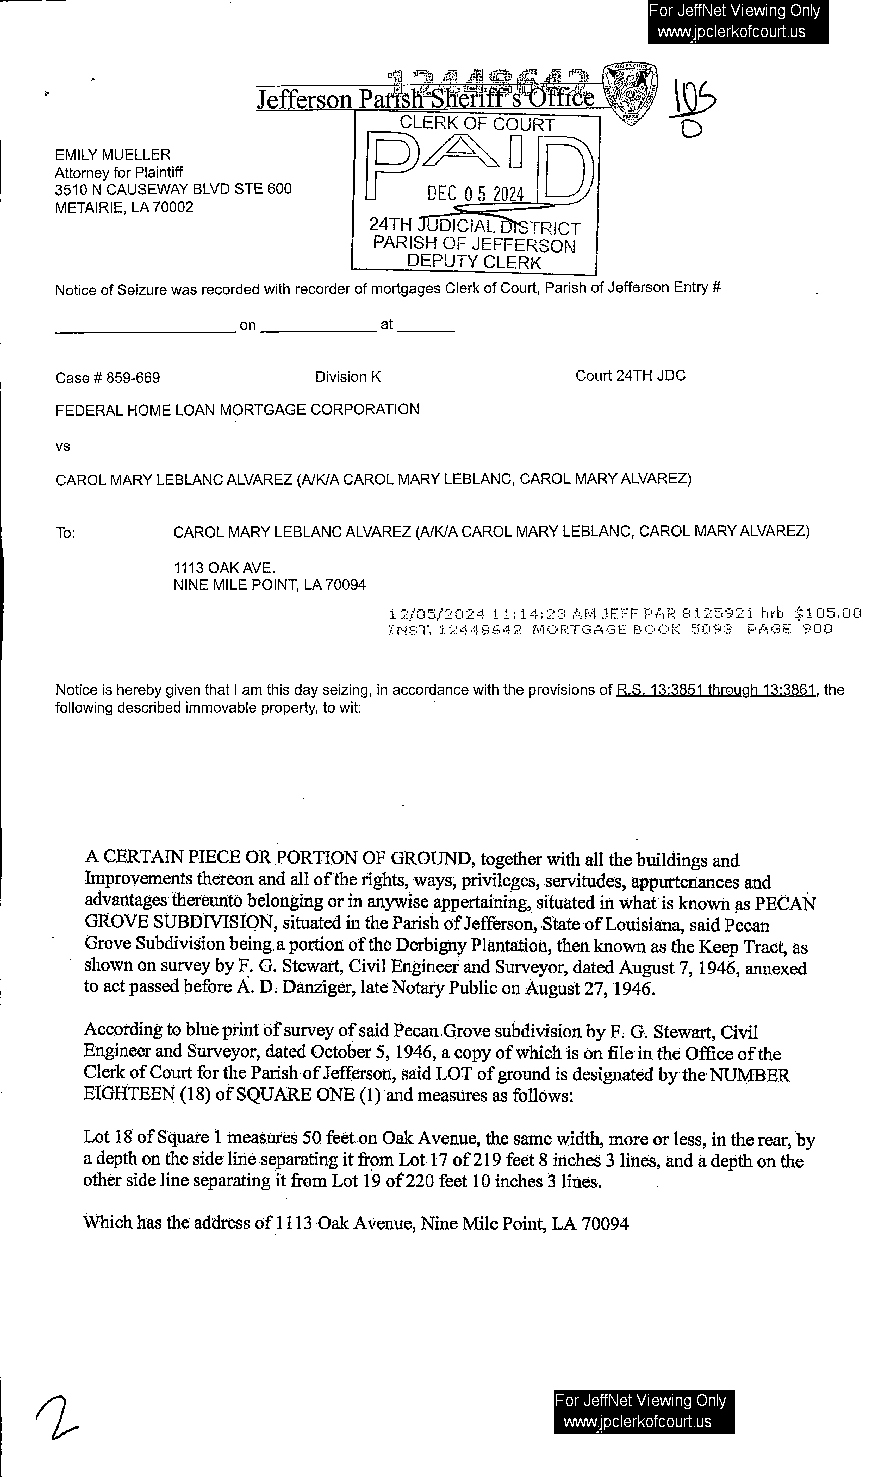 For JeffNet Viewing Only
www.jpclerkofcourt.us
12448642
Jefferson Parish Sheriff's Office
105
D
CLERK OF COURT
PAID
DEC 05 2024
24TH JUDICIAL DISTRICT
PARISH OF JEFFERSON
DEPUTY CLERK
EMILY MUELLER
Attorney for Plaintiff
3510 N CAUSEWAY BLVD STE 600
METAIRIE, LA 70002
Notice of Seizure was recorded with recorder of mortgages Clerk of Court, Parish of Jefferson Entry #
____________________ on _____________ at ______
Case # 859-669 Division K Court 24TH JDC
FEDERAL HOME LOAN MORTGAGE CORPORATION
vs
CAROL MARY LEBLANC ALVAREZ (A/K/A CAROL MARY LEBLANC, CAROL MARY ALVAREZ)
To: CAROL MARY LEBLANC ALVAREZ (A/K/A CAROL MARY LEBLANC, CAROL MARY ALVAREZ)
1113 OAK AVE.
NINE MILE POINT, LA 70094
12/05/2024 11:14:23 AM JEFF PAR 8125921 hrb $105.00
INST: 12448642 MORTGAGE BOOK 5093 PAGE 900
Notice is hereby given that I am this day seizing, in accordance with the provisions of R.S. 13:3851 through 13:3861, the
following described immovable property, to wit:
A CERTAIN PIECE OR PORTION OF GROUND, together with all the buildings and
Improvements thereon and all of the rights, ways, privileges, servitudes, appurtenances and
advantages thereunto belonging or in anywise appertaining, situated in what is known as PECAN
GROVE SUBDIVISION, situated in the Parish of Jefferson, State of Louisiana, said Pecan
Grove Subdivision being a portion of the Derbigny Plantation, then known as the Keep Tract, as
shown on survey by F. G. Stewart, Civil Engineer and Surveyor, dated August 7, 1946, annexed
to act passed before A. D. Danziger, late Notary Public on August 27, 1946.
According to blue print of survey of said Pecan Grove subdivision by F. G. Stewart, Civil
Engineer and Surveyor, dated October 5, 1946, a copy of which is on file in the Office of the
Clerk of Court for the Parish of Jefferson, said LOT of ground is designated by the NUMBER
EIGHTEEN (18) of SQUARE ONE (1) and measures as follows:
Lot 18 of Square 1 measures 50 feet on Oak Avenue, the same width, more or less, in the rear, by
a depth on the side line separating it from Lot 17 of 219 feet 8 inches 3 lines, and a depth on the
other side line separating it from Lot 19 of 220 feet 10 inches 3 lines.
Which has the address of 1113 Oak Avenue, Nine Mile Point, LA 70094
2
For JeffNet Viewing Only
www.jpclerkofcourt.us